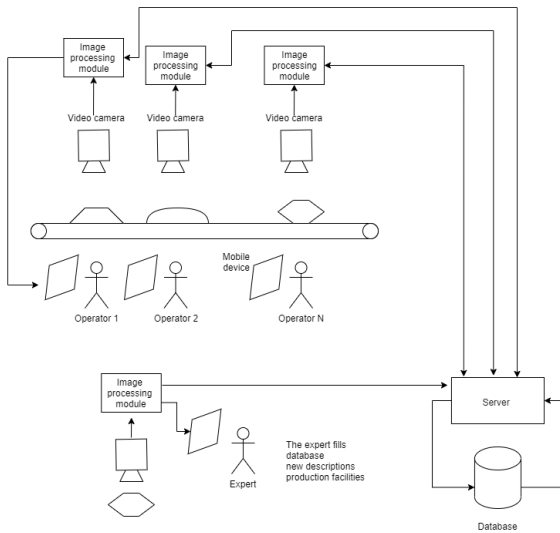 Image
processing
module
Image
processing
module
Image
processing
module
Video camera
Video camera
Video camera
Mobile
device
Operator 1
Operator 2
Operator N
Image
processing
module
Server
The expert fills
database
new descriptions
production facilities
Expert
Database